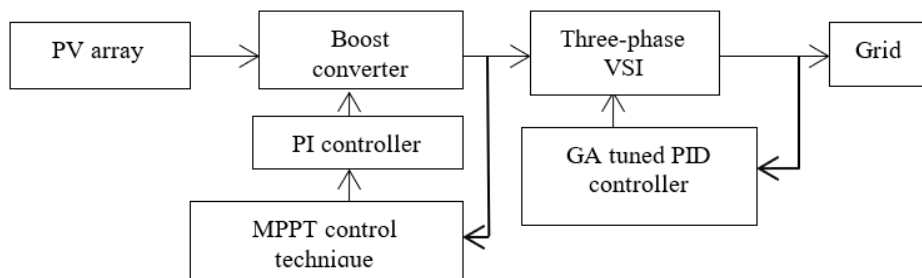 PV array
Boost
converter
Three-phase
VSI
Grid
PI controller
GA tuned PID
controller
MPPT control
technique